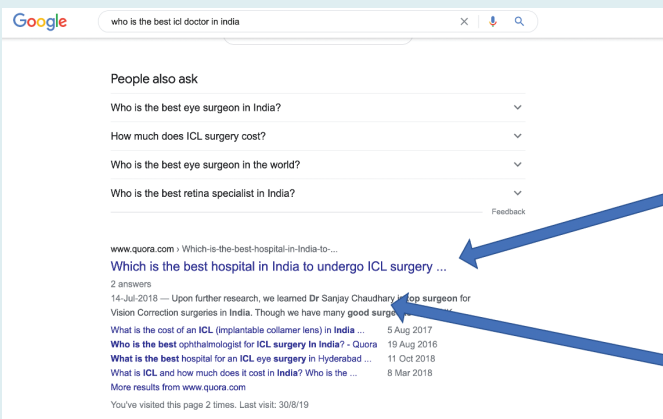 Google
who is the best icl doctor in india
People also ask
Who is the best eye surgeon in India?
How much does ICL surgery cost?
Who is the best eye surgeon in the world?
Who is the best retina specialist in India?
Feedback
www.quora.com › Which-is-the-best-hospital-in-India-to-...
Which is the best hospital in India to undergo ICL surgery ...
2 answers
14-Jul-2018 — Upon further research, we learned Dr Sanjay Chaudhary is top surgeon for
Vision Correction surgeries in India. Though we have many good
What is the cost of an ICL (implantable collamer lens) in India ... 5 Aug 2017
Who is the best ophthalmologist for ICL surgery In India? - Quora 19 Aug 2016
What is the best hospital for an ICL eye surgery in Hyderabad ... 11 Oct 2018
What is ICL and how much does it cost in India? Who is the ... 8 Mar 2018
More results from www.quora.com
You've visited this page 2 times. Last visit: 30/8/19